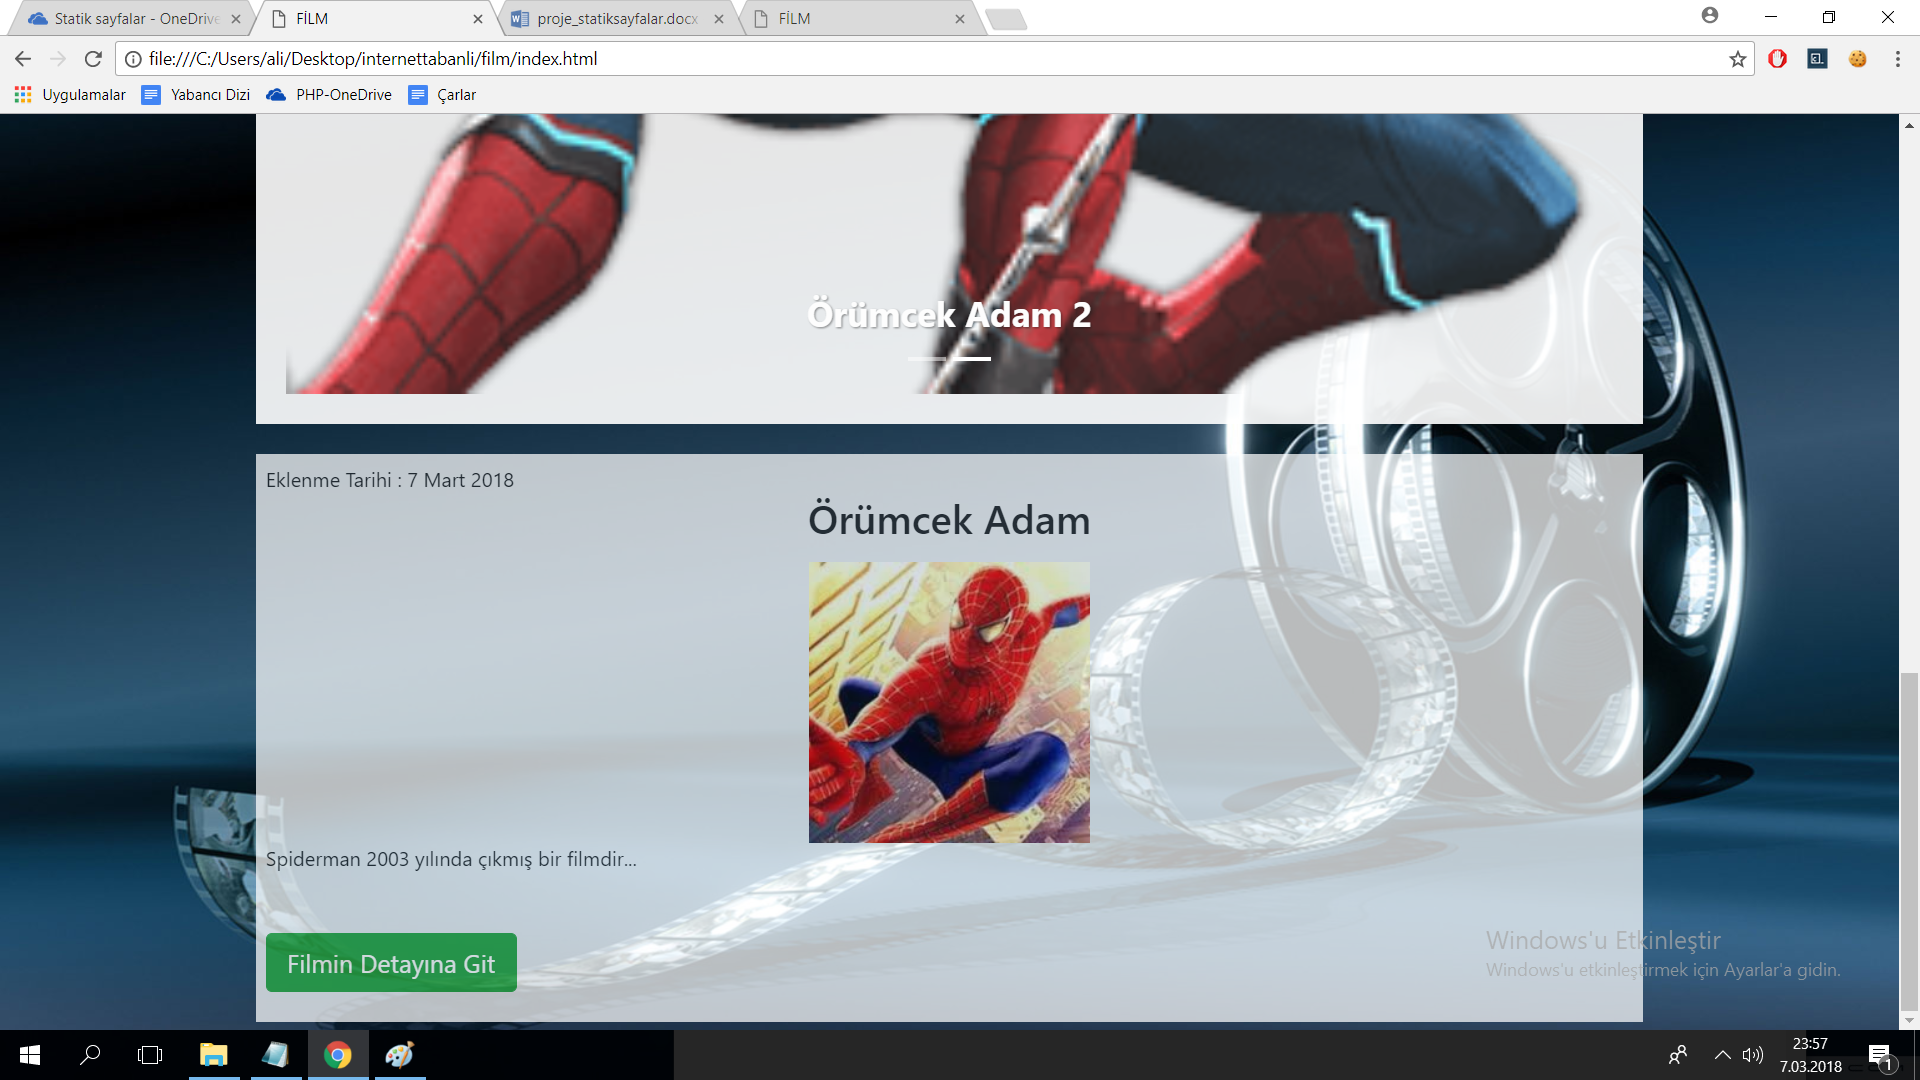 Statik sayfalar - OneDrive
FİLM
proje_statiksayfalar.docx
FİLM
file:///C:/Users/ali/Desktop/internettabanli/film/index.html
Uygulamalar
Yabancı Dizi
PHP-OneDrive
Çarlar
Örümcek Adam 2
Eklenme Tarihi : 7 Mart 2018
Örümcek Adam
Spiderman 2003 yılında çıkmış bir filmdir...
Filmin Detayına Git
Windows'u Etkinleştir
Windows'u etkinleştirmek için Ayarlar'a gidin.
23:57
7.03.2018
1